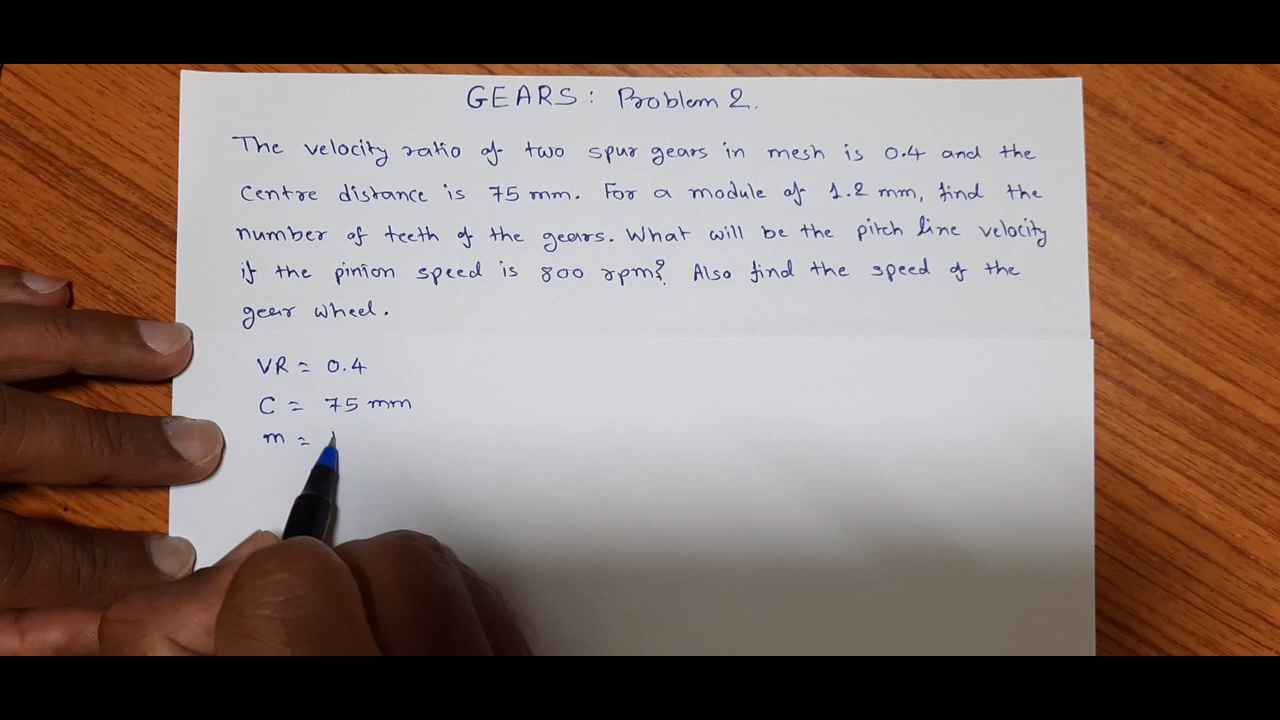 GEARS: Problem 2.
The velocity ratio of two spur gears in mesh is 0.4 and the
Centre distance is 75 mm. For a module of 1.2 mm, find the
number of teeth of the gears. What will be the pitch line velocity
if the pinion speed is 800 rpm? Also find the speed of the
gear wheel.
VR = 0.4
C = 75 mm
m =